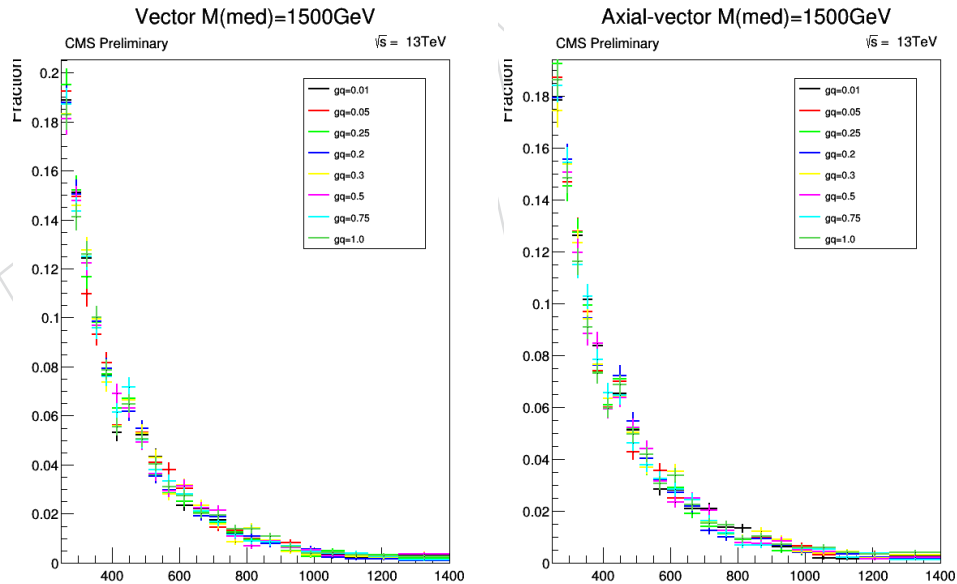 Vector M(med)=1500GeV
CMS Preliminary
√s = 13TeV
Fraction
0.2
0.18
0.16
0.14
0.12
0.1
0.08
0.06
0.04
0.02
0
gq=0.01
gq=0.05
gq=0.25
gq=0.2
gq=0.3
gq=0.5
gq=0.75
gq=1.0
400 600 800 1000 1200 1400
Axial-vector M(med)=1500GeV
CMS Preliminary
√s = 13TeV
Fraction
0.18
0.16
0.14
0.12
0.1
0.08
0.06
0.04
0.02
0
gq=0.01
gq=0.05
gq=0.25
gq=0.2
gq=0.3
gq=0.5
gq=0.75
gq=1.0
400 600 800 1000 1200 1400